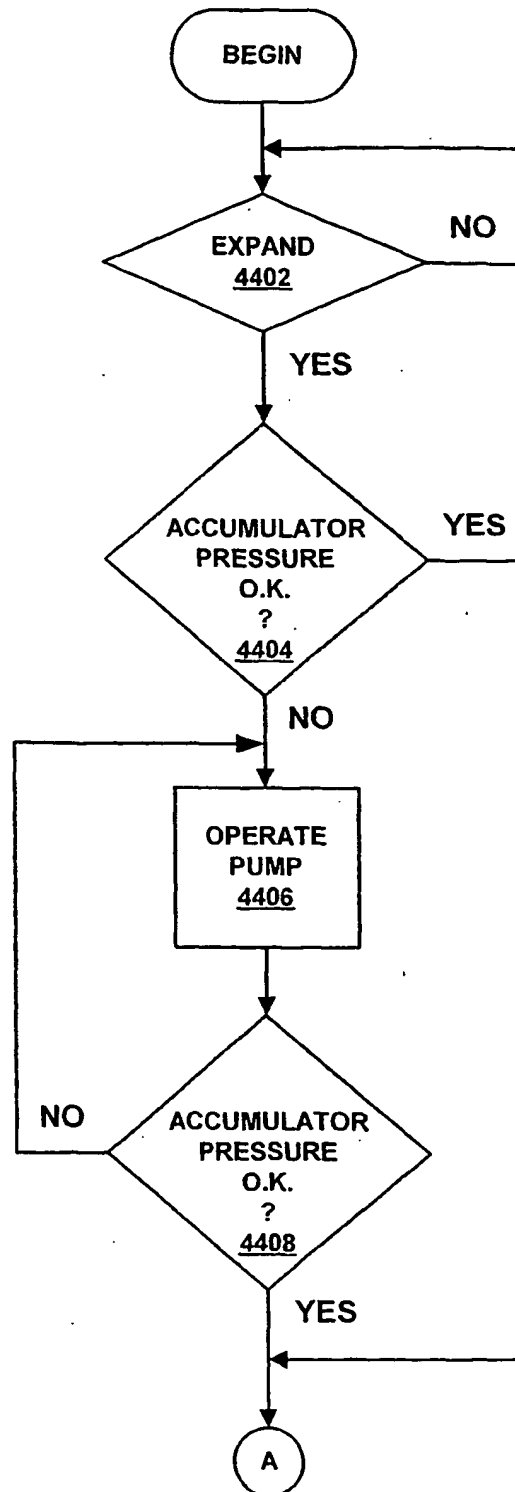 BEGIN
EXPAND
4402
NO
YES
ACCUMULATOR
PRESSURE
O.K.
?
4404
YES
NO
OPERATE
PUMP
4406
NO
ACCUMULATOR
PRESSURE
O.K.
?
4408
YES
A